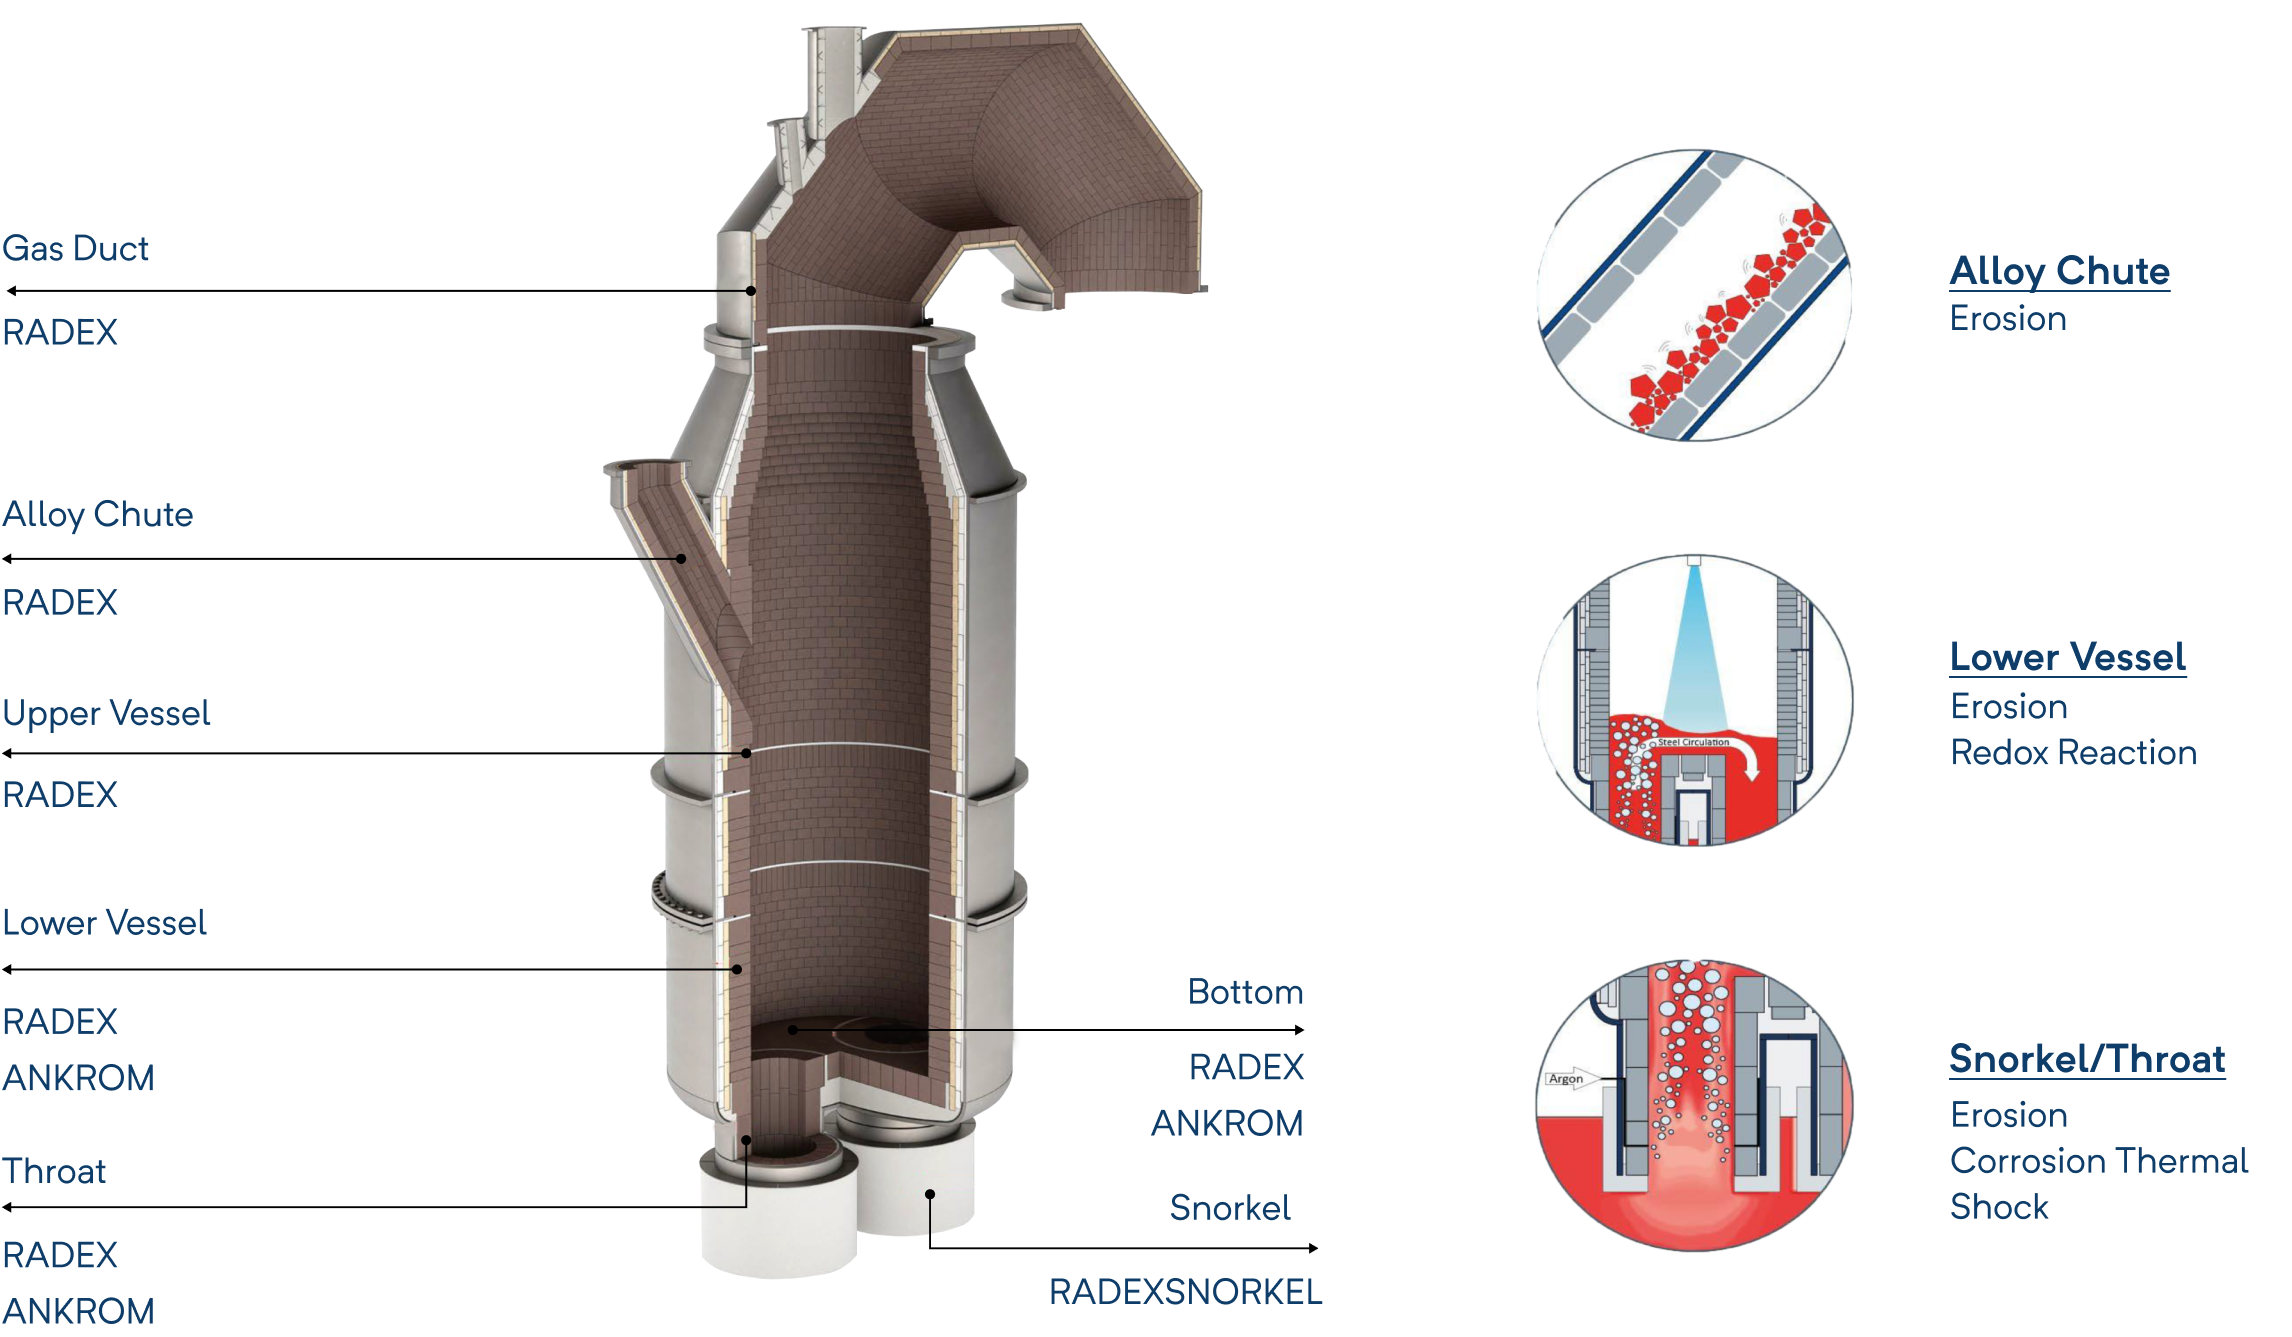 Gas Duct
RADEX
Alloy Chute
RADEX
Upper Vessel
RADEX
Lower Vessel
RADEX
ANKROM
Throat
RADEX
ANKROM
Bottom
RADEX
ANKROM
Snorkel
RADEXSNORKEL
Alloy Chute
Erosion
Steel Circulation
Lower Vessel
Erosion
Redox Reaction
Argon
Snorkel/Throat
Erosion
Corrosion Thermal
Shock